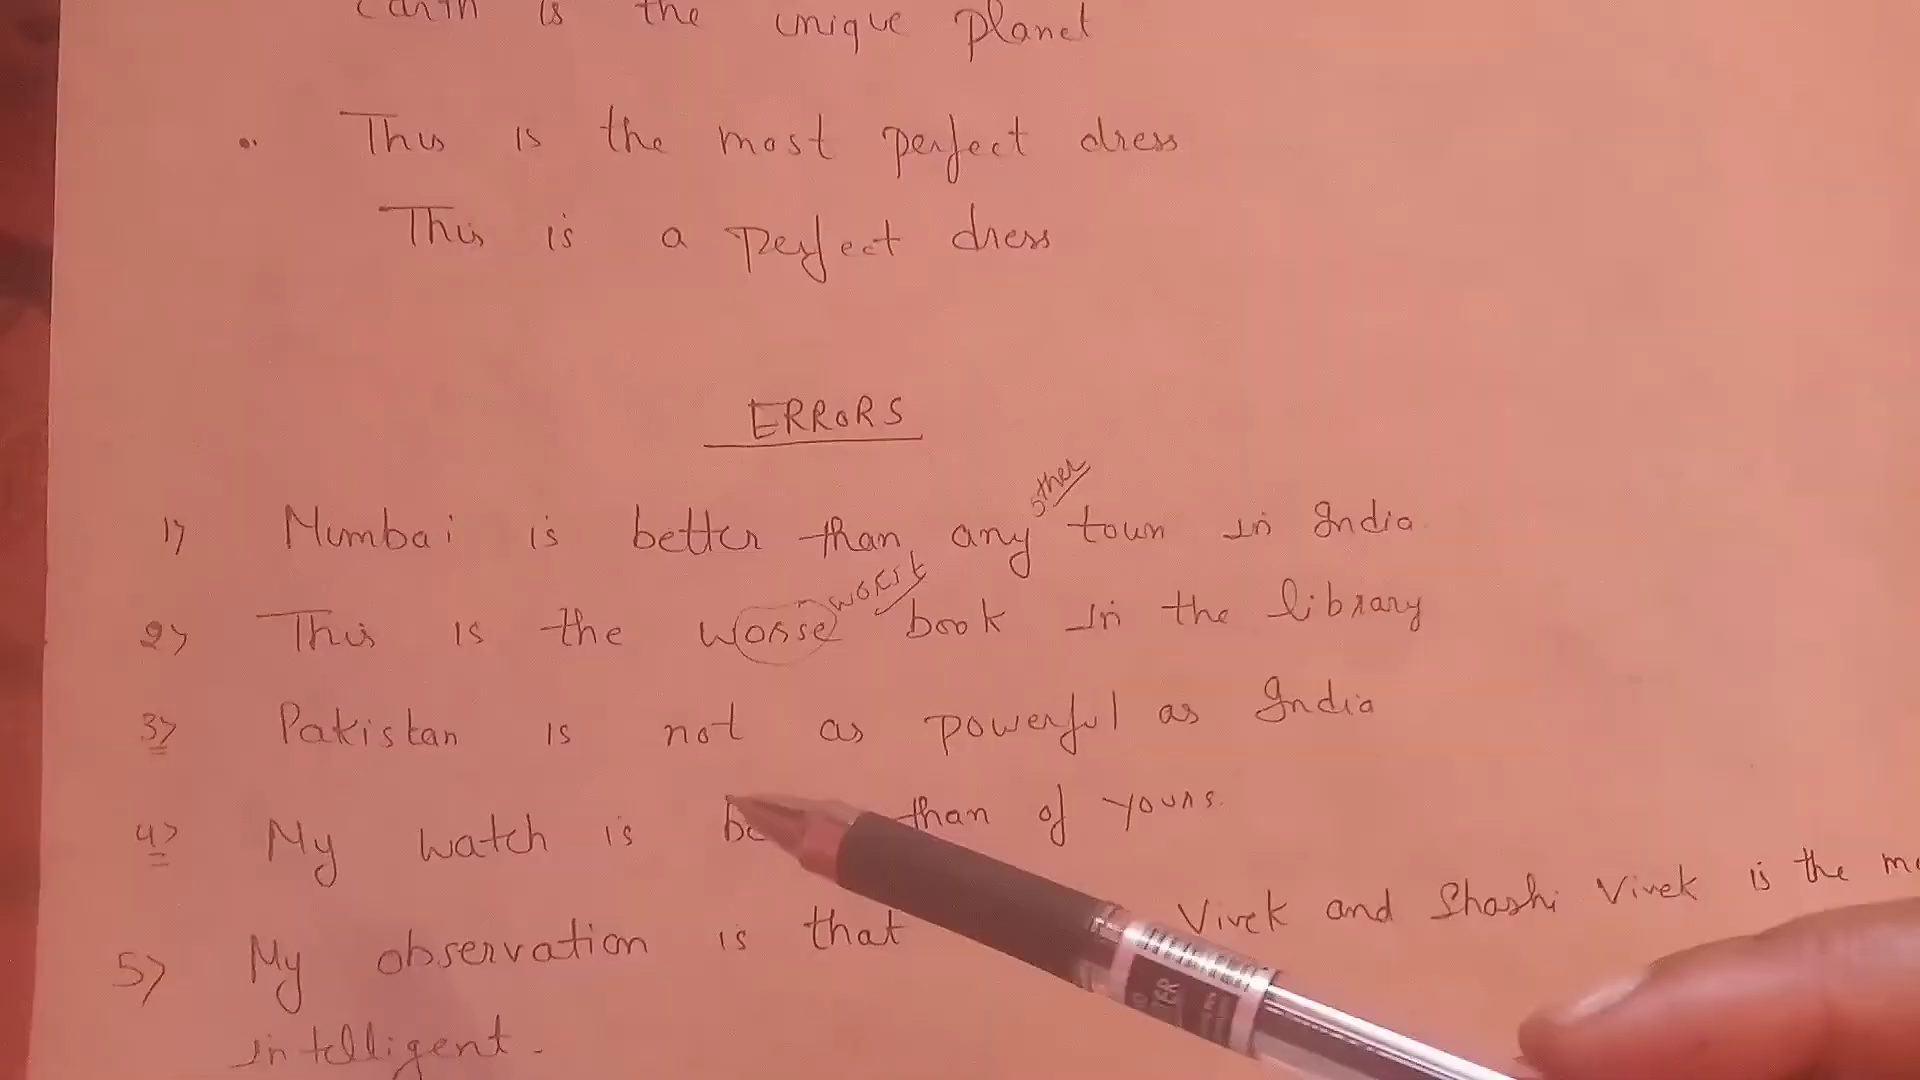 Earth is the unique planet
This is the most perfect dress
This is a perfect dress
ERRORS
other
1) Mumbai is better than any town in India
worst
2) This is the worse book in the library
3) Pakistan is not as powerful as India
4) My watch is than of yours.
5) My observation is that Vivek and Shashi Vivek is the
intelligent.